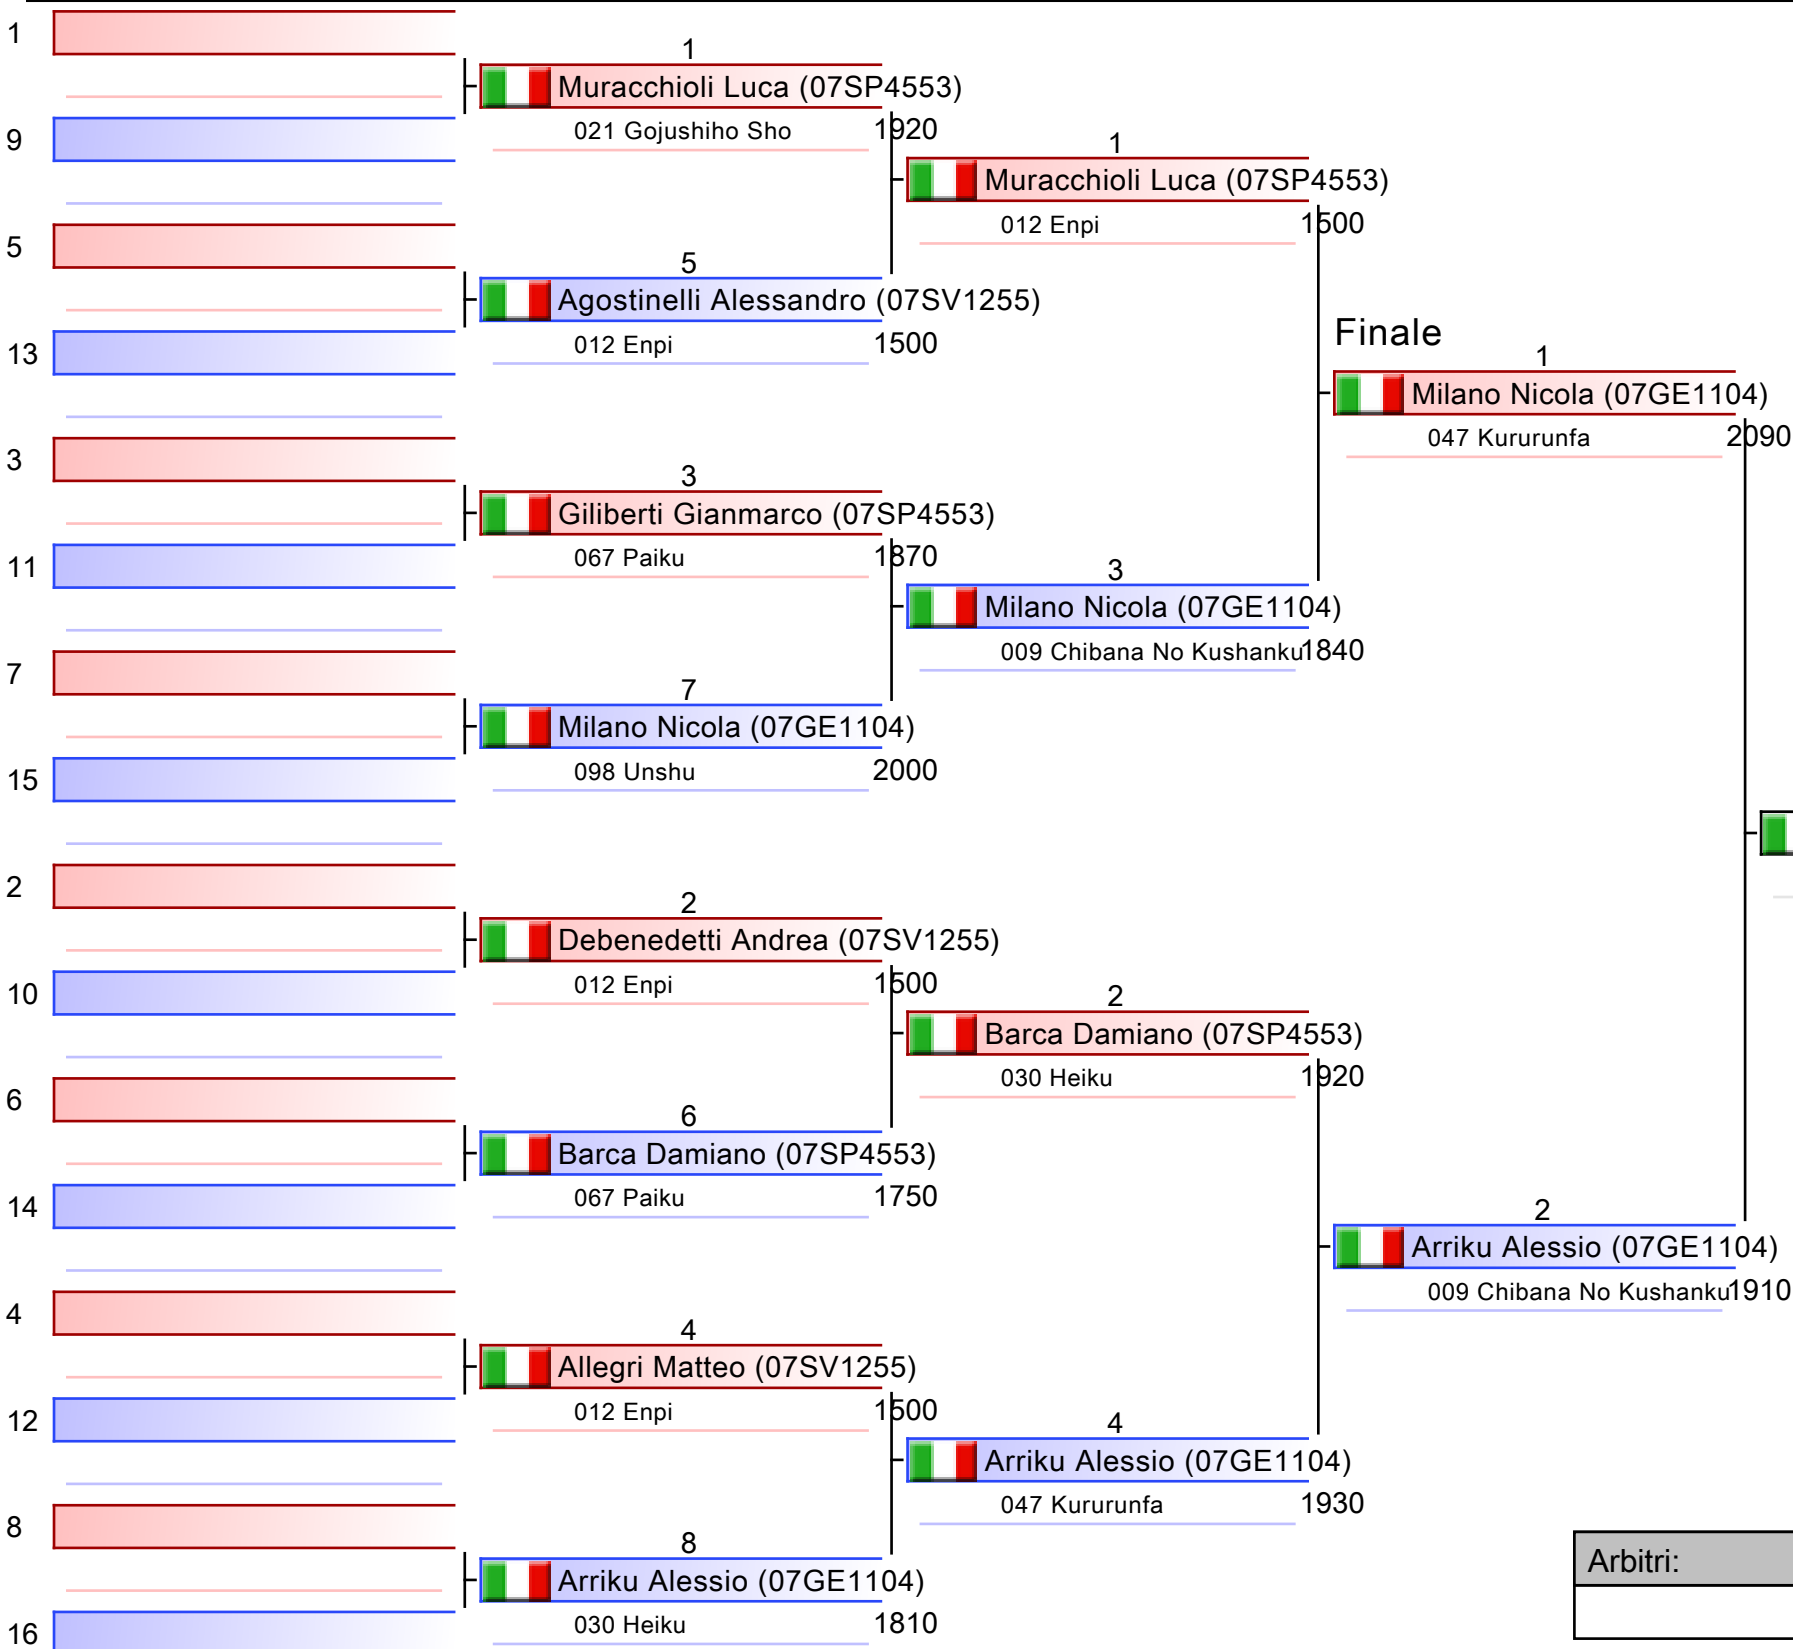 1
9
5
13
3
11
7
15
2
10
6
14
4
12
8
16
1
Muracchioli Luca (07SP4553)
021 Gojushiho Sho 1920
5
Agostinelli Alessandro (07SV1255)
012 Enpi 1500
3
Giliberti Gianmarco (07SP4553)
067 Paiku 1870
7
Milano Nicola (07GE1104)
098 Unshu 2000
2
Debenedetti Andrea (07SV1255)
012 Enpi 1500
6
Barca Damiano (07SP4553)
067 Paiku 1750
4
Allegri Matteo (07SV1255)
012 Enpi 1500
8
Arriku Alessio (07GE1104)
030 Heiku 1810
1
Muracchioli Luca (07SP4553)
012 Enpi 1500
3
Milano Nicola (07GE1104)
009 Chibana No Kushanku 1840
2
Barca Damiano (07SP4553)
030 Heiku 1920
4
Arriku Alessio (07GE1104)
047 Kururunfa 1930
Finale
1
Milano Nicola (07GE1104)
047 Kururunfa 2090
2
Arriku Alessio (07GE1104)
009 Chibana No Kushanku 1910
Arbitri: